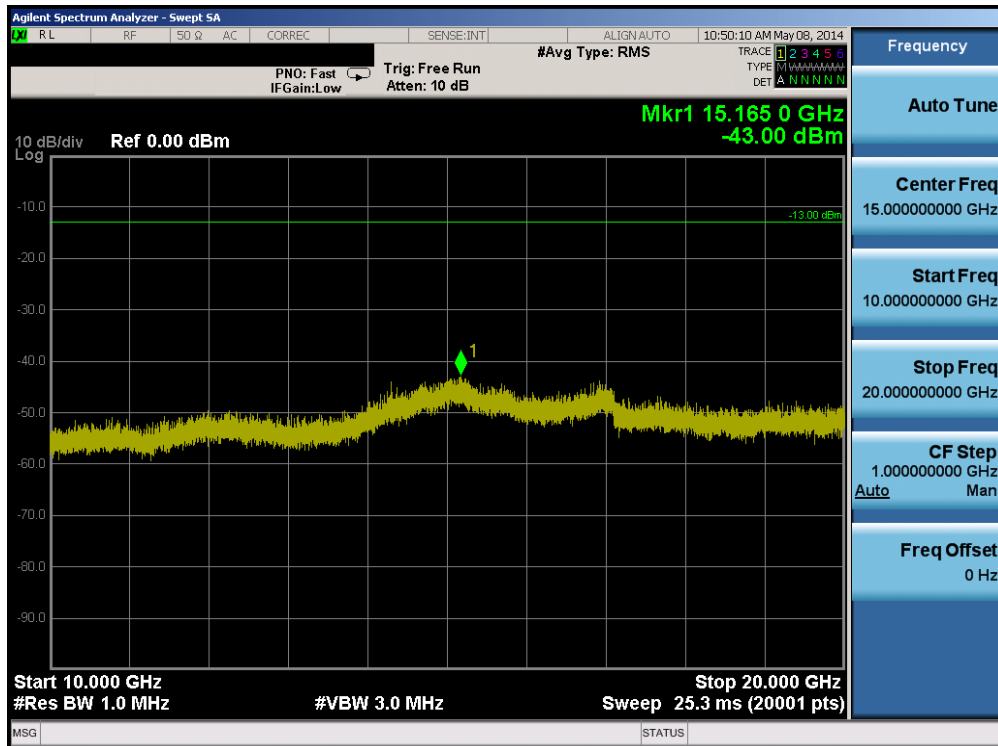 Agilent Spectrum Analyzer - Swept SA
LXI RL RF 50 Ω AC CORREC SENSE:INT ALIGN AUTO 10:50:10 AM May 08, 2014
#Avg Type: RMS
TRACE 1 2 3 4 5 6
TYPE M WWWWW
DET A N N N N N
PNO: Fast
IFGain:Low
Trig: Free Run
Atten: 10 dB
Mkr1 15.165 0 GHz
-43.00 dBm
10 dB/div Ref 0.00 dBm
Log
-10.0
-13.00 dBm
-20.0
-30.0
-40.0
1
-50.0
-60.0
-70.0
-80.0
-90.0
Start 10.000 GHz
Stop 20.000 GHz
#Res BW 1.0 MHz
#VBW 3.0 MHz
Sweep 25.3 ms (20001 pts)
MSG
STATUS
Frequency
Auto Tune
Center Freq
15.000000000 GHz
Start Freq
10.000000000 GHz
Stop Freq
20.000000000 GHz
CF Step
1.000000000 GHz
Auto Man
Freq Offset
0 Hz